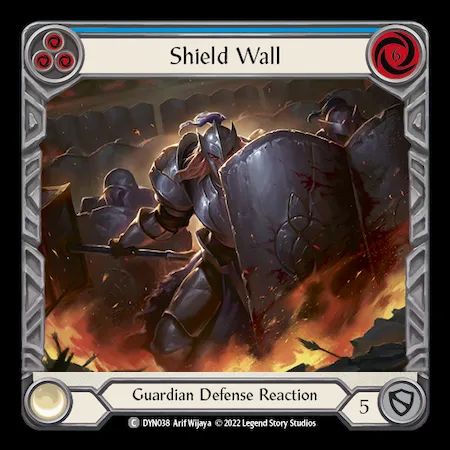 Shield Wall
Guardian Defense Reaction
5
C DYN038 Arif Wijaya © 2022 Legend Story Studios